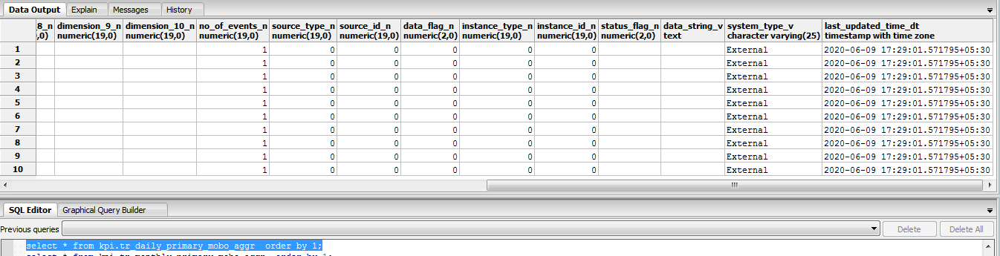 Data Output Explain Messages History
8_n dimension_9_n dimension_10_n no_of_events_n source_type_n source_id_n data_flag_n instance_type_n instance_id_n status_flag_n data_string_v system_type_v last_updated_time_dt
,0) numeric(19,0) numeric(19,0) numeric(19,0) numeric(19,0) numeric(19,0) numeric(2,0) numeric(19,0) numeric(19,0) numeric(2,0) text character varying(25) timestamp with time zone
1 1 0 0 0 0 0 External 2020-06-09 17:29:01.571795+05:30
2 1 0 0 0 0 0 External 2020-06-09 17:29:01.571795+05:30
3 1 0 0 0 0 0 External 2020-06-09 17:29:01.571795+05:30
4 1 0 0 0 0 0 External 2020-06-09 17:29:01.571795+05:30
5 1 0 0 0 0 0 External 2020-06-09 17:29:01.571795+05:30
6 1 0 0 0 0 0 External 2020-06-09 17:29:01.571795+05:30
7 1 0 0 0 0 0 External 2020-06-09 17:29:01.571795+05:30
8 1 0 0 0 0 0 External 2020-06-09 17:29:01.571795+05:30
9 1 0 0 0 0 0 External 2020-06-09 17:29:01.571795+05:30
10 1 0 0 0 0 0 External 2020-06-09 17:29:01.571795+05:30
SQL Editor Graphical Query Builder
Previous queries Delete Delete All
select * from kpi.tr_daily_primary_mobo_aggr order by 1;
select * from kpi.tr_monthly_primary_mobo_aggr order by 1;